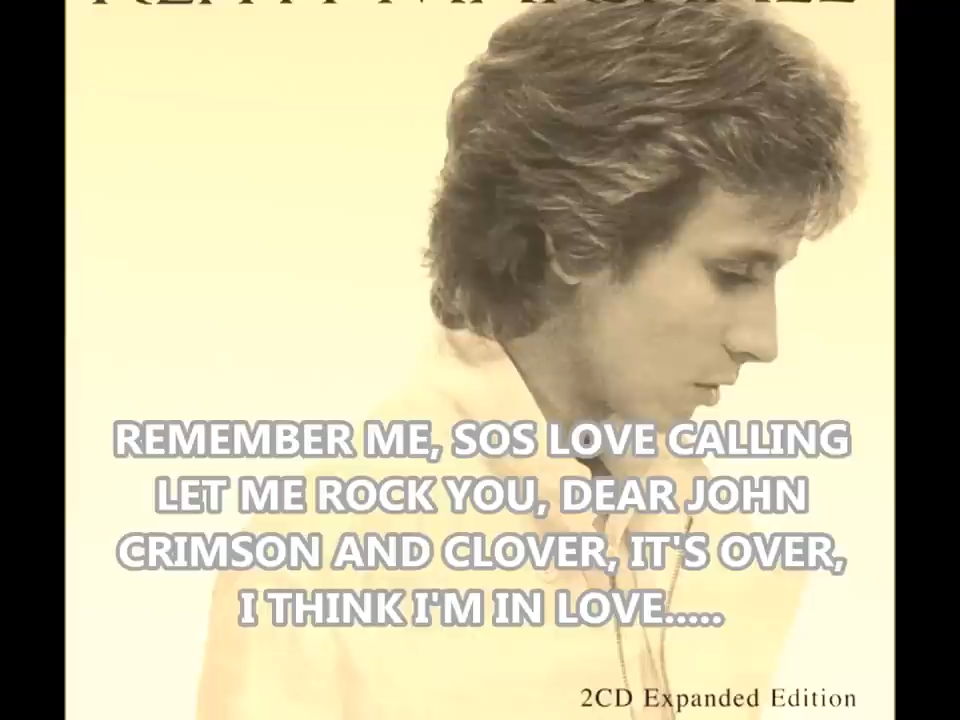 REMEMBER ME, SOS LOVE CALLING
LET ME ROCK YOU, DEAR JOHN
CRIMSON AND CLOVER, IT'S OVER,
I THINK I'M IN LOVE.....
2CD Expanded Edition